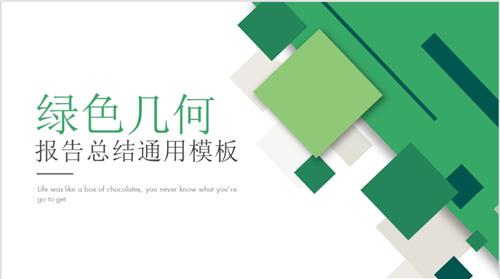 绿色几何
报告总结通用模板
Life was like a box of chocolates, you never know what you're
go to get